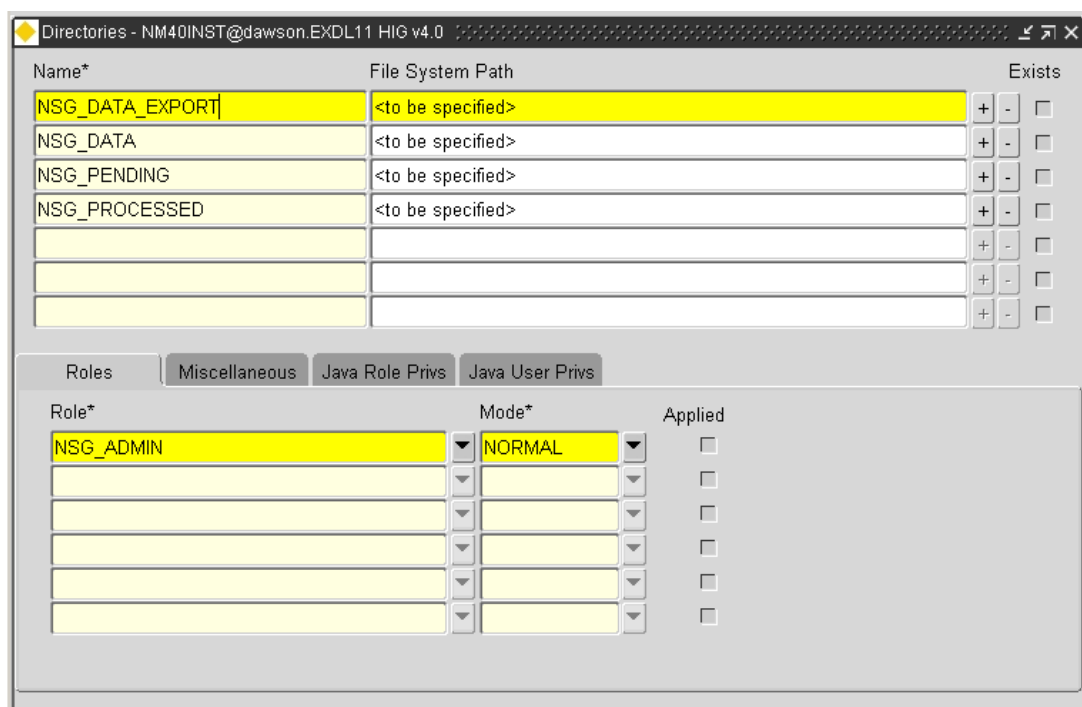 Directories - NM40INST@dawson.EXDL11 HIG v4.0
Name* File System Path Exists
NSG_DATA_EXPORT <to be specified> + -
NSG_DATA <to be specified> + -
NSG_PENDING <to be specified> + -
NSG_PROCESSED <to be specified> + -
+ -
+ -
+ -
Roles Miscellaneous Java Role Privs Java User Privs
Role* Mode* Applied
NSG_ADMIN NORMAL